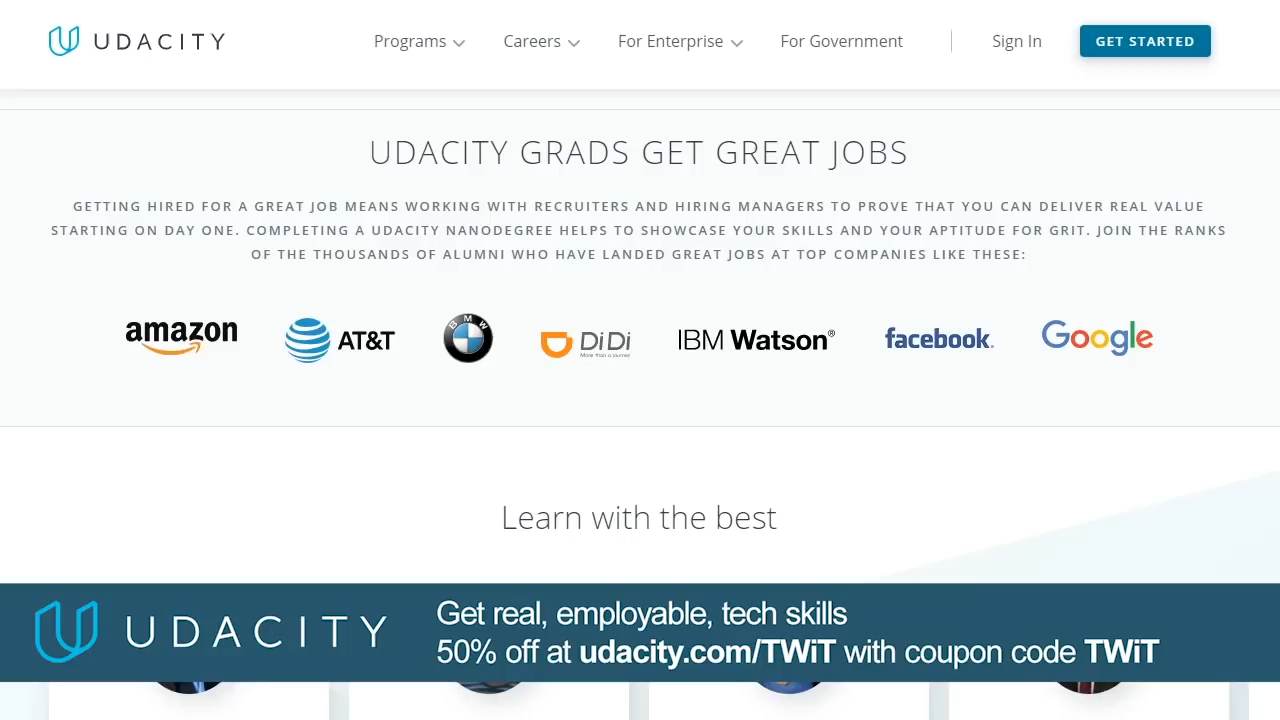 UDACITY
Programs Careers For Enterprise For Government Sign In GET STARTED
UDACITY GRADS GET GREAT JOBS
GETTING HIRED FOR A GREAT JOB MEANS WORKING WITH RECRUITERS AND HIRING MANAGERS TO PROVE THAT YOU CAN DELIVER REAL VALUE
STARTING ON DAY ONE. COMPLETING A UDACITY NANODEGREE HELPS TO SHOWCASE YOUR SKILLS AND YOUR APTITUDE FOR GRIT. JOIN THE RANKS
OF THE THOUSANDS OF ALUMNI WHO HAVE LANDED GREAT JOBS AT TOP COMPANIES LIKE THESE:
amazon AT&T BMW DiDi IBM Watson® facebook. Google
More than a journey
Learn with the best
UDACITY
Get real, employable, tech skills
50% off at udacity.com/TWiT with coupon code TWiT